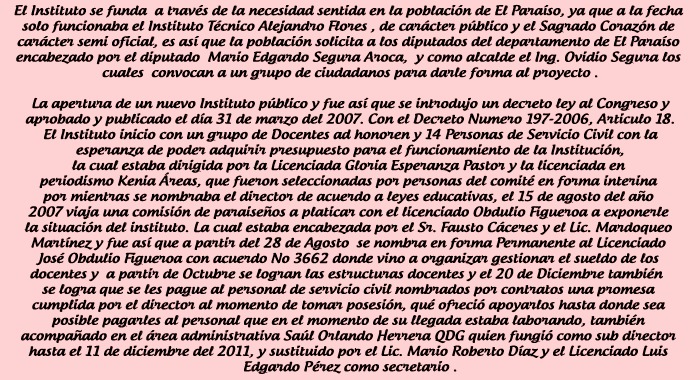 El Instituto se funda a través de la necesidad sentida en la población de El Paraíso, ya que a la fecha
solo funcionaba el Instituto Técnico Alejandro Flores , de carácter público y el Sagrado Corazón de
carácter semi oficial, es así que la población solicita a los diputados del departamento de El Paraíso
encabezado por el diputado Mario Edgardo Segura Aroca, y como alcalde el Ing. Ovidio Segura los
cuales convocan a un grupo de ciudadanos para darle forma al proyecto .

La apertura de un nuevo Instituto público y fue así que se introdujo un decreto ley al Congreso y
aprobado y publicado el día 31 de marzo del 2007. Con el Decreto Numero 197-2006, Artículo 18.
El Instituto inicio con un grupo de Docentes ad honoren y 14 Personas de Servicio Civil con la
esperanza de poder adquirir presupuesto para el funcionamiento de la Institución,
la cual estaba dirigida por la Licenciada Gloria Esperanza Pastor y la licenciada en
periodismo Kenia Áreas, que fueron seleccionadas por personas del comité en forma interina
por mientras se nombraba el director de acuerdo a leyes educativas, el 15 de agosto del año
2007 viaja una comisión de paraiseños a platicar con el licenciado Obdulio Figueroa a exponerle
la situación del instituto. La cual estaba encabezada por el Sr. Fausto Cáceres y el Lic. Mardoqueo
Martínez y fue así que a partir del 28 de Agosto se nombra en forma Permanente al Licenciado
José Obdulio Figueroa con acuerdo No 3662 donde vino a organizar gestionar el sueldo de los
docentes y a partir de Octubre se logran las estructuras docentes y el 20 de Diciembre también
se logra que se les pague al personal de servicio civil nombrados por contratos una promesa
cumplida por el director al momento de tomar posesión, qué ofreció apoyarlos hasta donde sea
posible pagarles al personal que en el momento de su llegada estaba laborando, también
acompañado en el área administrativa Saúl Orlando Herrera QDG quien fungió como sub director
hasta el 11 de diciembre del 2011, y sustituido por el Lic. Mario Roberto Díaz y el Licenciado Luis
Edgardo Pérez como secretario .